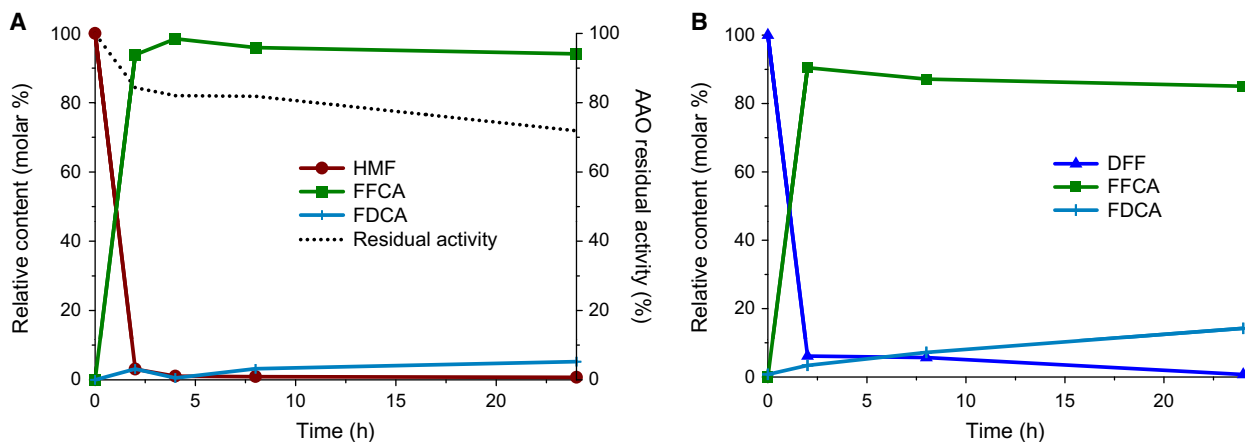 A
Relative content (molar %)
100
80
60
40
20
0
0
5
10
15
20
Time (h)
100
80
60
40
20
0
AAO residual activity (%)
HMF
FFCA
FDCA
Residual activity
B
Relative content (molar %)
100
80
60
40
20
0
0
5
10
15
20
Time (h)
DFF
FFCA
FDCA